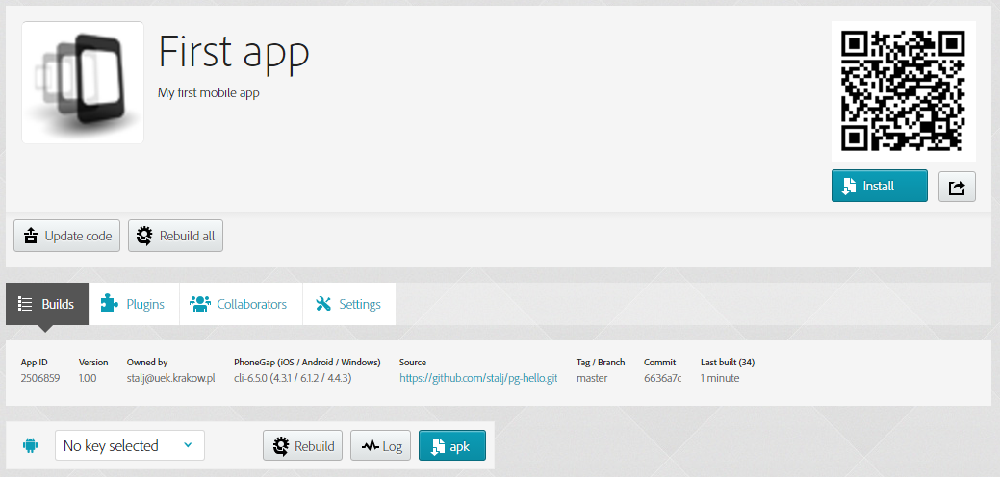 First app
My first mobile app
Install
Update code
Rebuild all
Builds
Plugins
Collaborators
Settings
App ID
Version
Owned by
PhoneGap (iOS / Android / Windows)
Source
Tag / Branch
Commit
Last built (34)
2506859
1.0.0
stalj@uek.krakow.pl
cli-6.5.0 (4.3.1 / 6.1.2 / 4.4.3)
https://github.com/stalj/pg-hello.git
master
6636a7c
1 minute
No key selected
Rebuild
Log
apk